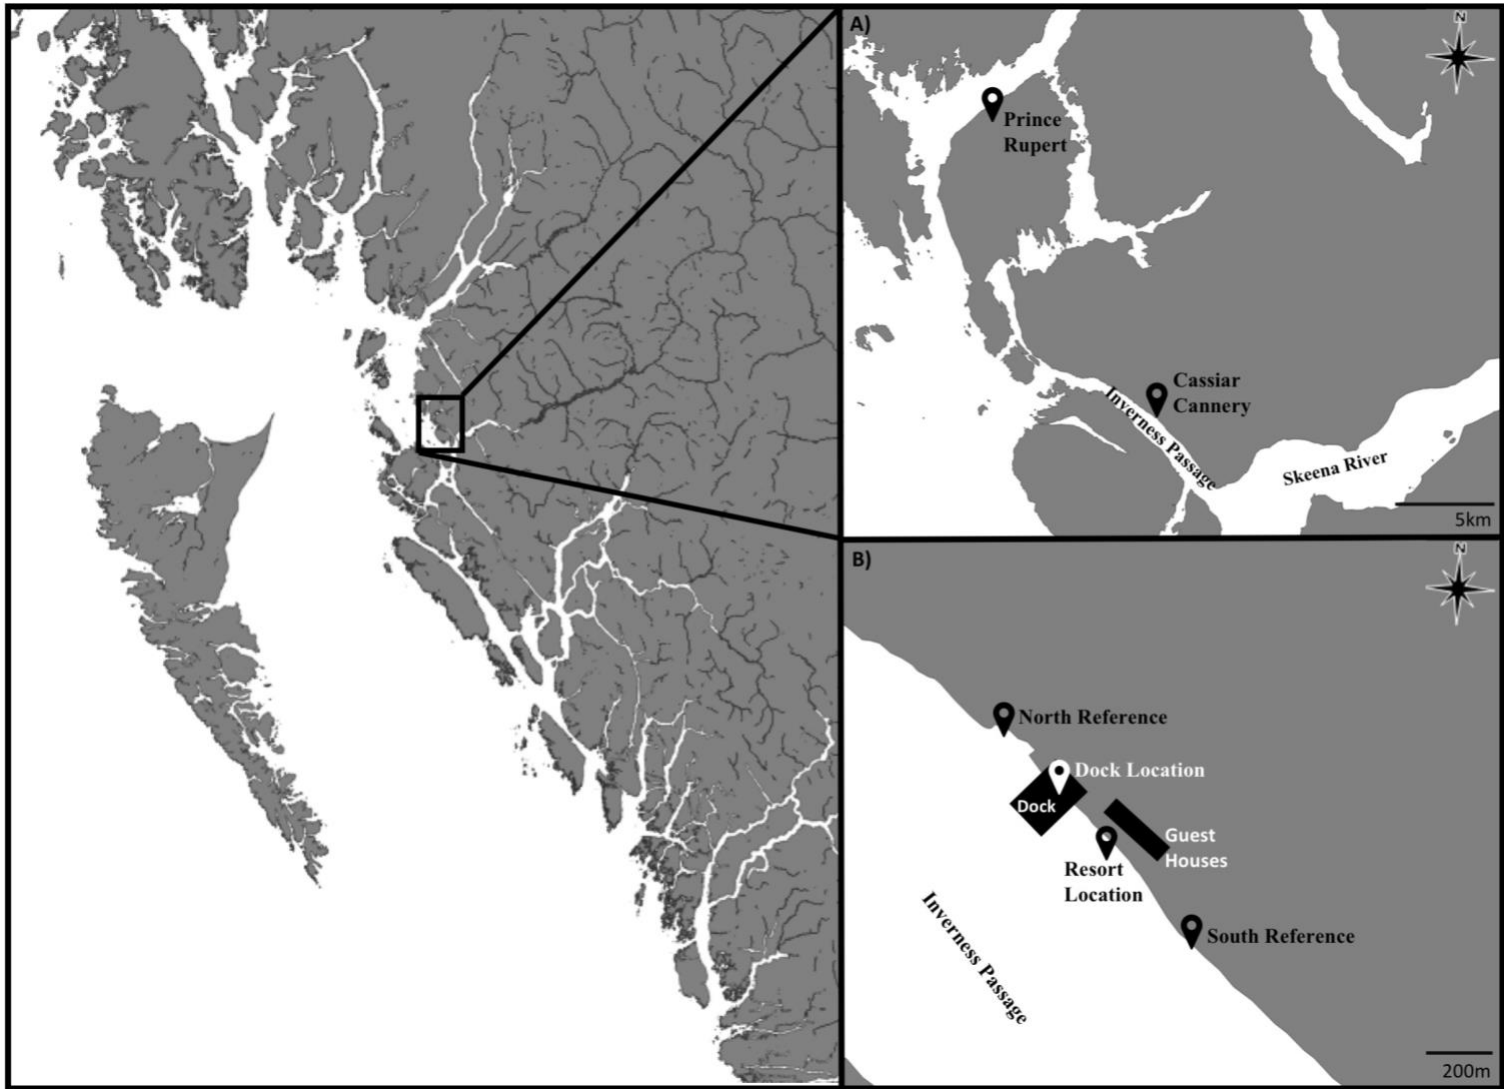 A)
N
Prince
Rupert
Cassiar
Cannery
Inverness Passage
Skeena River
5km
B)
N
North Reference
Dock Location
Dock
Guest
Houses
Resort
Location
South Reference
Inverness Passage
200m